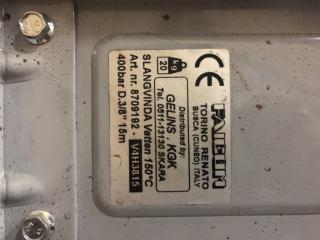 FAICOM
TORINO RENATO
BUSCA (CUNEO) ITALY
CE
Distributed by:
GELINS . KGK
Tel. 0511-13130 SKARA
kg
20
SLANGVINDA Vatten 150°C
Art. nr. 8709192 - V4H3815
400bar D.3/8" 15m